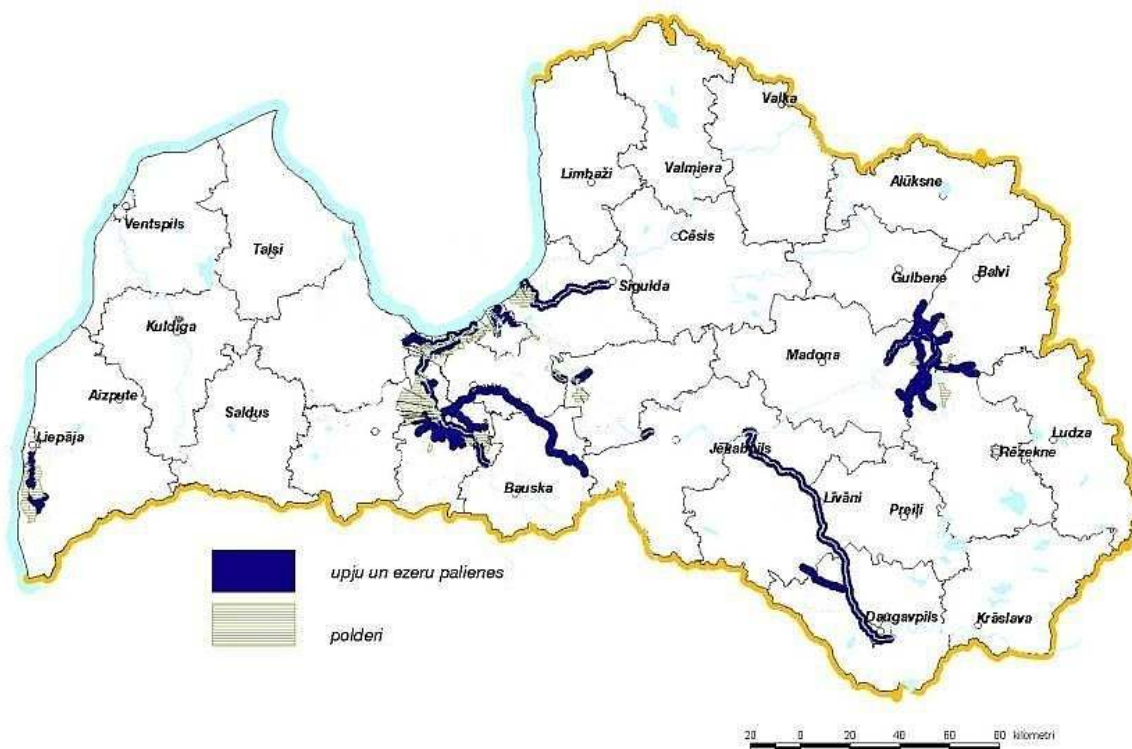 Valka
Limbaži
Valmiera
Alūksne
Ventspils
Cēsis
Talsi
Gulbene
Balvi
Sigulda
Kuldīga
Madona
Aizpute
Saldus
Liepāja
Jēkabpils
Ludza
Rēzekne
Bauska
Līvāni
Preiļi
upju un ezeru palienes
Daugavpils
Krāslava
polderi
20 0 20 40 60 80 kilometri